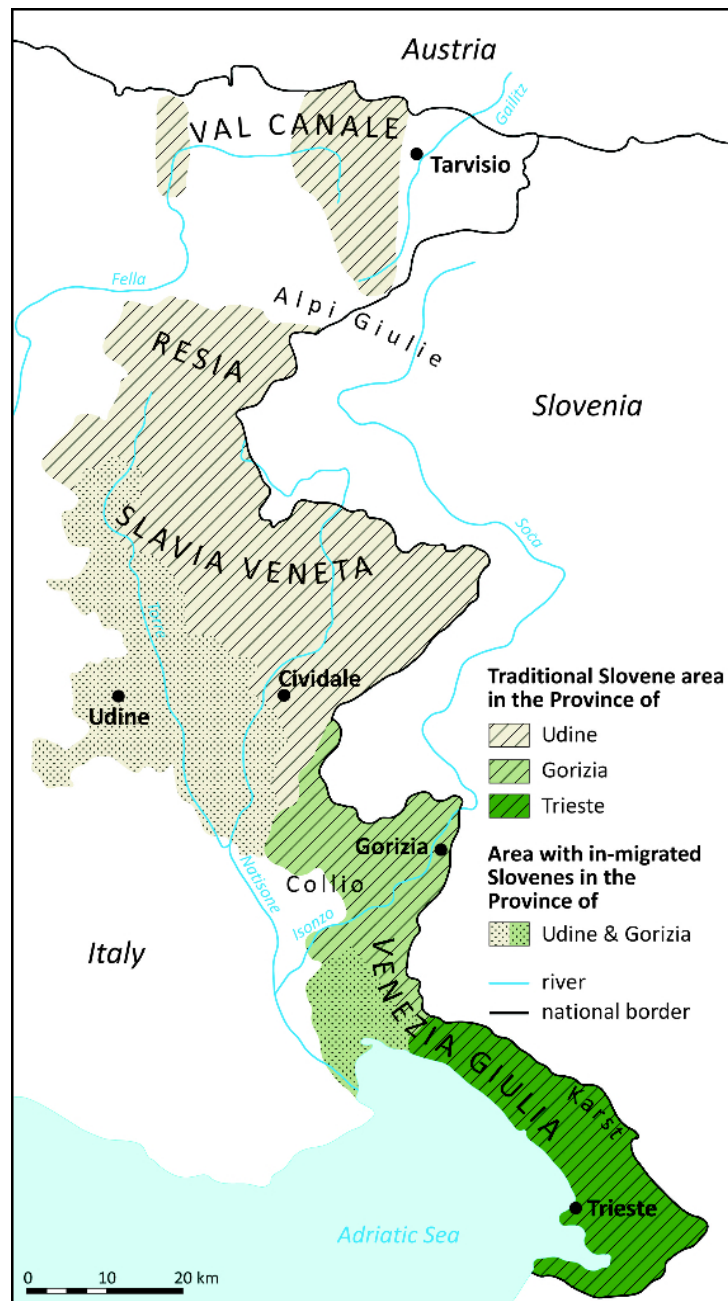 Austria
Gailitz
VAL CANALE
Tarvisio
Fella
Alpi Giulie
RESIA
Slovenia
SLAVIA VENETA
Soca
Torre
Cividale
Udine
Traditional Slovene area
in the Province of
Udine
Gorizia
Trieste
Gorizia
Collio
Natisone
Isonzo
Area with in-migrated
Slovenes in the
Province of
Udine & Gorizia
Italy
river
national border
VENEZIA GIULIA
Karst
Trieste
Adriatic Sea
0 10 20 km